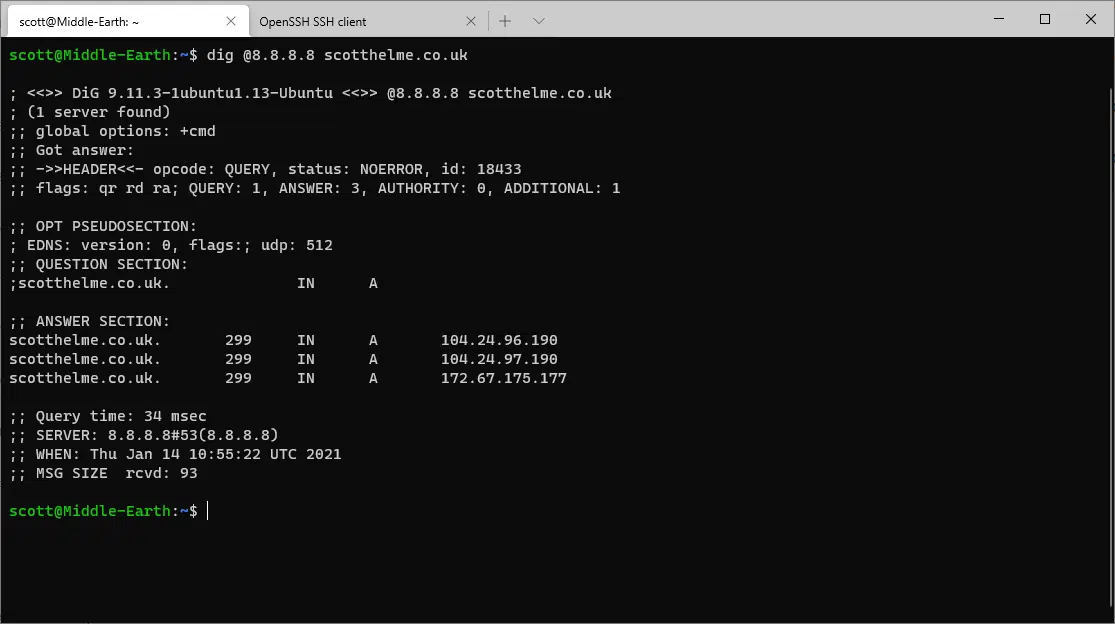 scott@Middle-Earth: ~ OpenSSH SSH client
scott@Middle-Earth:~$ dig @8.8.8.8 scotthelme.co.uk
; <<>> DiG 9.11.3-1ubuntu1.13-Ubuntu <<>> @8.8.8.8 scotthelme.co.uk
; (1 server found)
;; global options: +cmd
;; Got answer:
;; ->>HEADER<<- opcode: QUERY, status: NOERROR, id: 18433
;; flags: qr rd ra; QUERY: 1, ANSWER: 3, AUTHORITY: 0, ADDITIONAL: 1
;; OPT PSEUDOSECTION:
; EDNS: version: 0, flags:; udp: 512
;; QUESTION SECTION:
;scotthelme.co.uk. IN A
;; ANSWER SECTION:
scotthelme.co.uk. 299 IN A 104.24.96.190
scotthelme.co.uk. 299 IN A 104.24.97.190
scotthelme.co.uk. 299 IN A 172.67.175.177
;; Query time: 34 msec
;; SERVER: 8.8.8.8#53(8.8.8.8)
;; WHEN: Thu Jan 14 10:55:22 UTC 2021
;; MSG SIZE  rcvd: 93
scott@Middle-Earth:~$